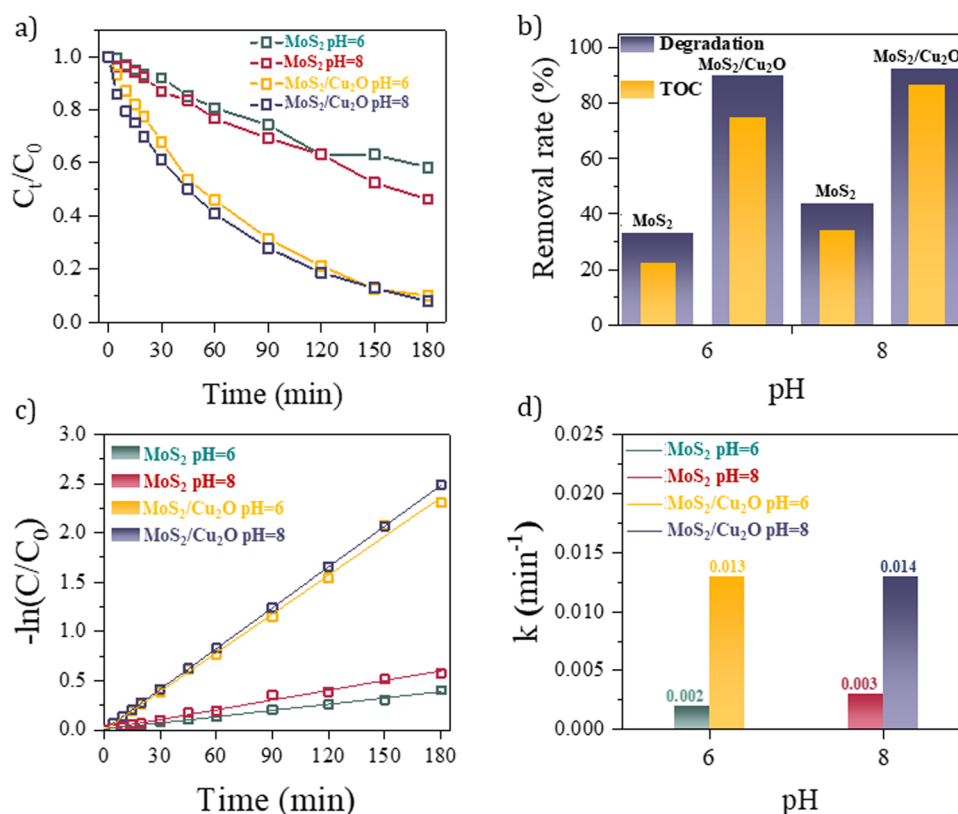 a)
MoS₂ pH=6
MoS₂ pH=8
MoS₂/Cu₂O pH=6
MoS₂/Cu₂O pH=8
1.0
0.8
0.6
0.4
0.2
0.0
Cₜ/C₀
0 30 60 90 120 150 180
Time (min)
b)
Degradation
TOC
MoS₂/Cu₂O
MoS₂/Cu₂O
MoS₂
MoS₂
100
80
60
40
20
0
Removal rate (%)
6 8
pH
c)
MoS₂ pH=6
MoS₂ pH=8
MoS₂/Cu₂O pH=6
MoS₂/Cu₂O pH=8
3.0
2.5
2.0
1.5
1.0
0.5
0.0
-ln(C/C₀)
0 30 60 90 120 150 180
Time (min)
d)
MoS₂ pH=6
MoS₂ pH=8
MoS₂/Cu₂O pH=6
MoS₂/Cu₂O pH=8
0.025
0.020
0.015
0.010
0.005
0.000
k (min⁻¹)
0.002
0.013
0.003
0.014
6 8
pH